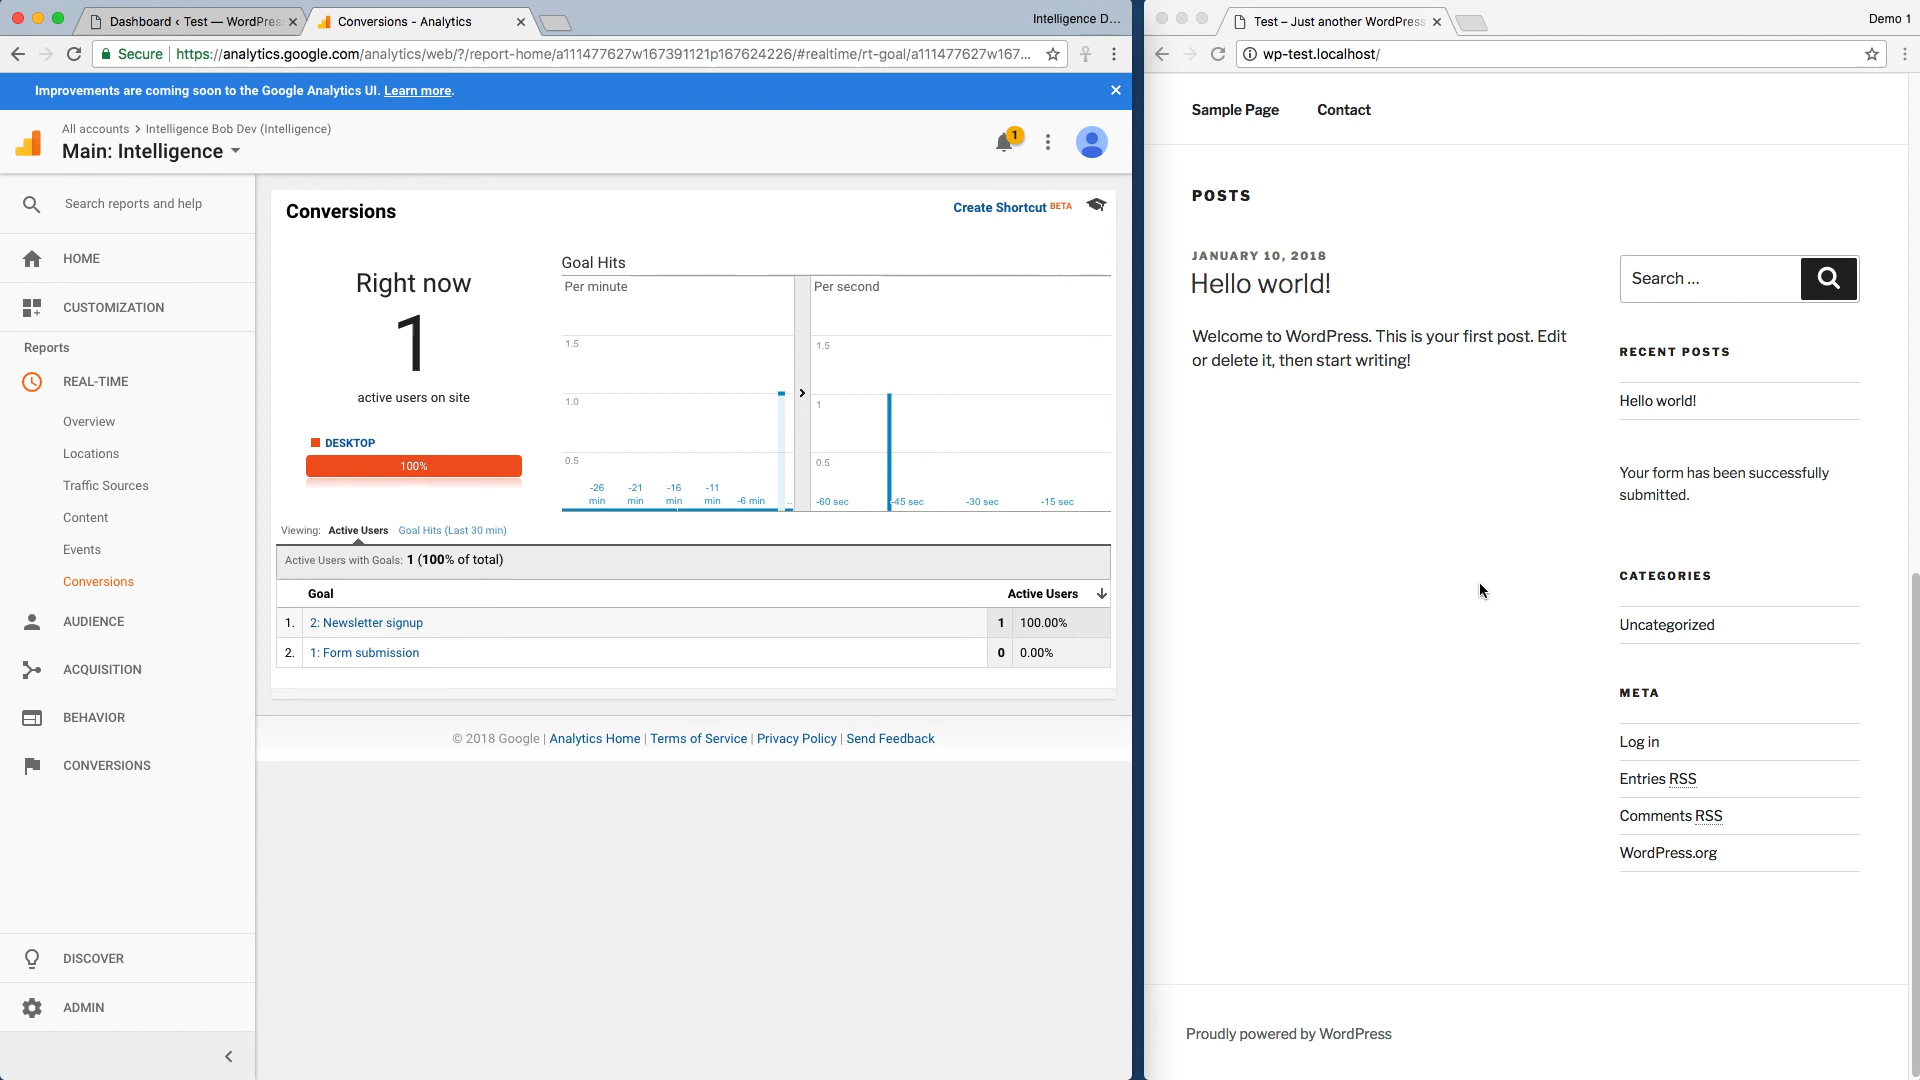 Dashboard ‹ Test — WordPres
Conversions - Analytics
Intelligence D...
Secure
https://analytics.google.com/analytics/web/?/report-home/a111477627w167391121p167624226/#realtime/rt-goal/a111477627w167...
Improvements are coming soon to the Google Analytics UI. Learn more.
All accounts > Intelligence Bob Dev (Intelligence)
Main: Intelligence
1
Search reports and help
HOME
CUSTOMIZATION
Reports
REAL-TIME
Overview
Locations
Traffic Sources
Content
Events
Conversions
AUDIENCE
ACQUISITION
BEHAVIOR
CONVERSIONS
DISCOVER
ADMIN
Conversions
Create Shortcut BETA
Right now
1
active users on site
DESKTOP
100%
Goal Hits
Per minute
1.5
1.0
0.5
-26 min
-21 min
-16 min
-11 min
-6 min
..
Per second
1.5
1
0.5
-60 sec
-45 sec
-30 sec
-15 sec
Viewing: Active Users Goal Hits (Last 30 min)
Active Users with Goals: 1 (100% of total)
Goal Active Users
1. 2: Newsletter signup 1 100.00%
2. 1: Form submission 0 0.00%
© 2018 Google | Analytics Home | Terms of Service | Privacy Policy | Send Feedback
Test – Just another WordPress
Demo 1
wp-test.localhost/
Sample Page
Contact
POSTS
JANUARY 10, 2018
Hello world!
Welcome to WordPress. This is your first post. Edit
or delete it, then start writing!
Search ...
RECENT POSTS
Hello world!
Your form has been successfully
submitted.
CATEGORIES
Uncategorized
META
Log in
Entries RSS
Comments RSS
WordPress.org
Proudly powered by WordPress